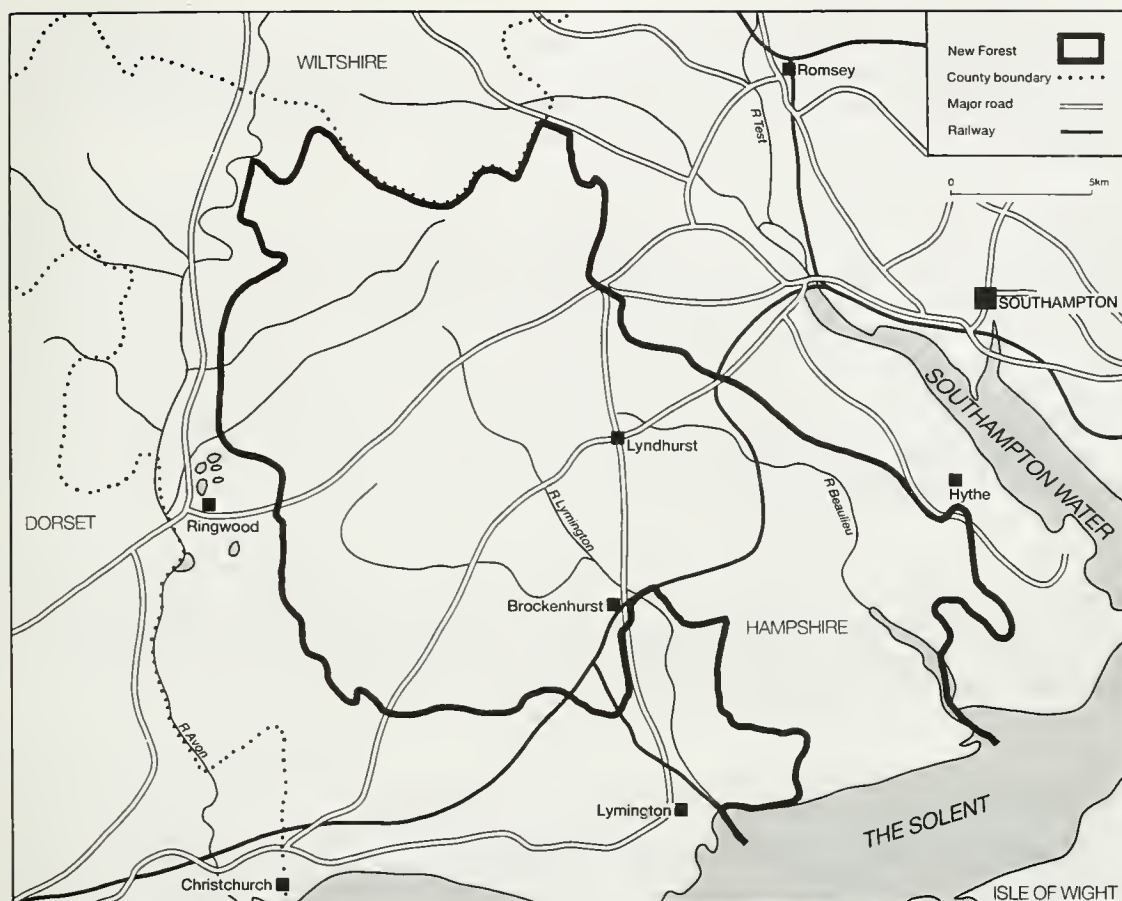 WILTSHIRE
Romsey
R Test
New Forest
County boundary
Major road
Railway
0 5km
SOUTHAMPTON
SOUTHAMPTON WATER
Lyndhurst
Hythe
R Lymington
R Beaulieu
DORSET
Ringwood
Brockenhurst
HAMPSHIRE
R Avon
Lymington
THE SOLENT
Christchurch
ISLE OF WIGHT